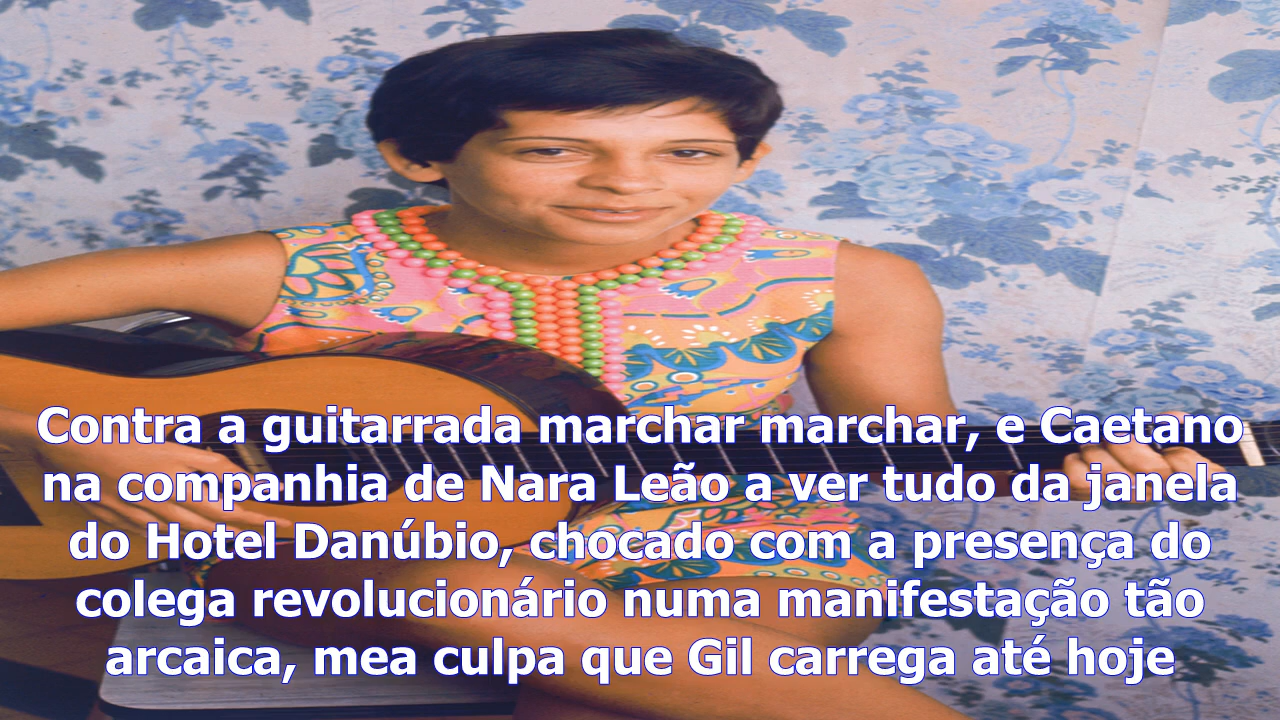 Contra a guitarrada marchar marchar, e Caetano
na companhia de Nara Leão a ver tudo da janela
do Hotel Danúbio, chocado com a presença do
colega revolucionário numa manifestação tão
arcaica, mea culpa que Gil carrega até hoje